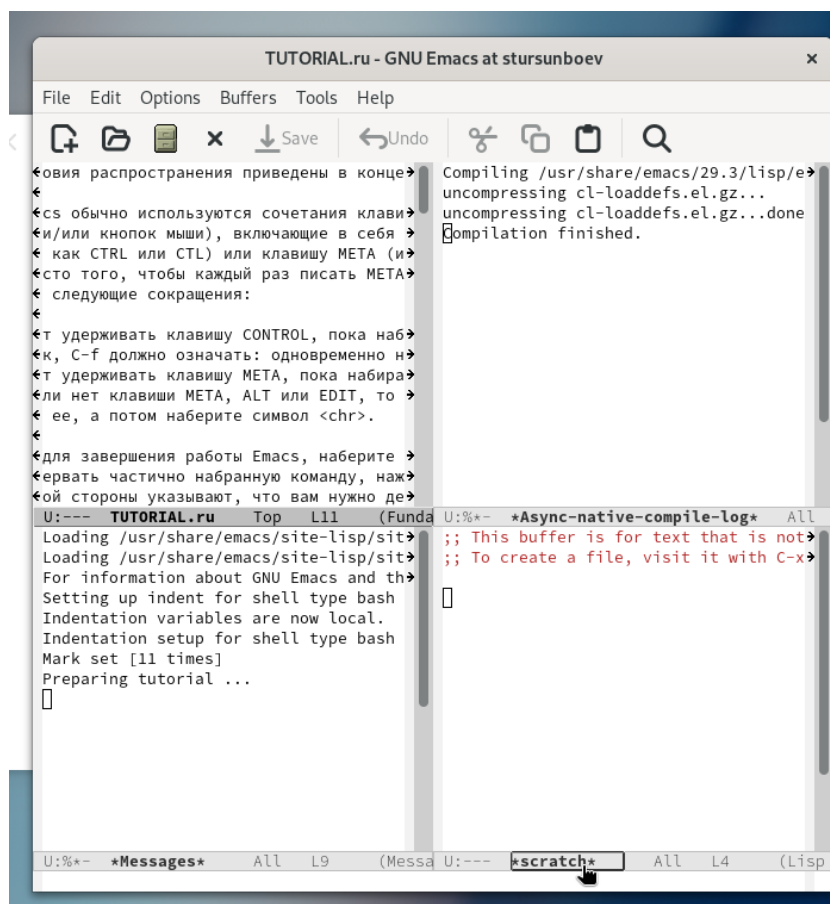 TUTORIAL.ru - GNU Emacs at stursunboev
File Edit Options Buffers Tools Help
Save Undo
овия распространения приведены в конце
cs обычно используются сочетания клави
и/или кнопок мыши), включающие в себя
как CTRL или CTL) или клавишу META (и
сто того, чтобы каждый раз писать META
следующие сокращения:
т удерживать клавишу CONTROL, пока наб
к, C-f должно означать: одновременно н
т удерживать клавишу META, пока набира
ли нет клавиши META, ALT или EDIT, то
ее, а потом наберите символ <chr>.
для завершения работы Emacs, наберите
ервать частично набранную команду, наж
ой стороны указывают, что вам нужно де
U:--- TUTORIAL.ru Top L11 (Funda
Compiling /usr/share/emacs/29.3/lisp/e
uncompressing cl-loaddefs.el.gz...
uncompressing cl-loaddefs.el.gz...done
Compilation finished.
U:%*- *Async-native-compile-log* All
Loading /usr/share/emacs/site-lisp/sit
Loading /usr/share/emacs/site-lisp/sit
For information about GNU Emacs and th
Setting up indent for shell type bash
Indentation variables are now local.
Indentation setup for shell type bash
Mark set [11 times]
Preparing tutorial ...
U:%*- *Messages* All L9 (Messa
;; This buffer is for text that is not
;; To create a file, visit it with C-x
U:--- *scratch* All L4 (Lisp